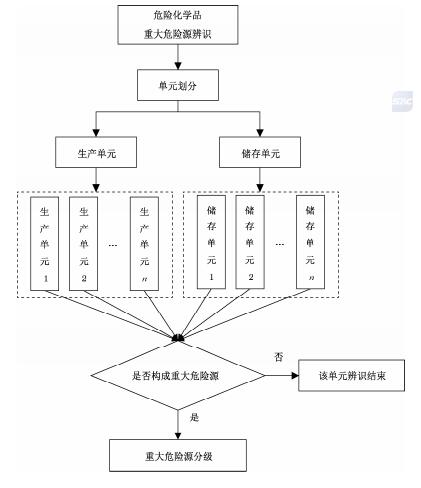 危险化学品
重大危险源辨识
单元划分
生产单元
储存单元
生产单元1
生产单元2
…
生产单元n
储存单元1
储存单元2
…
储存单元n
是否构成重大危险源
否
该单元辨识结束
是
重大危险源分级
SAC